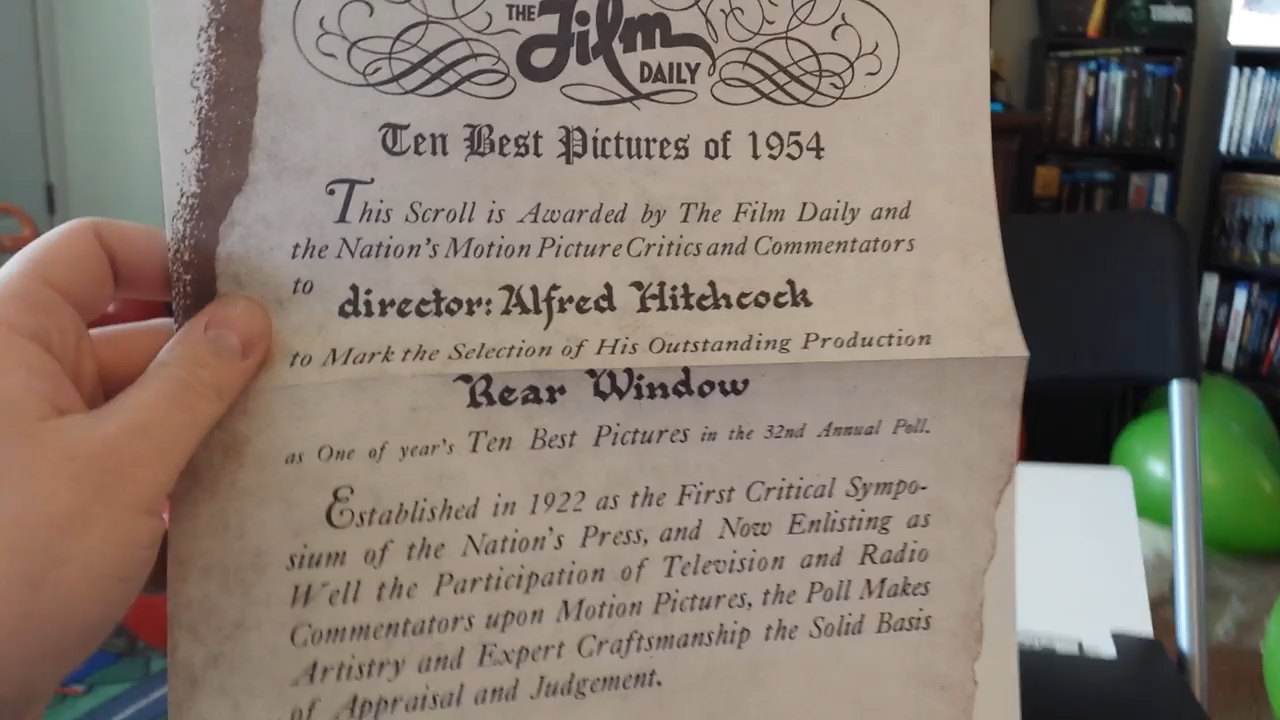 THE Film DAILY
Ten Best Pictures of 1954
This Scroll is Awarded by The Film Daily and
the Nation's Motion Picture Critics and Commentators
to director: Alfred Hitchcock
to Mark the Selection of His Outstanding Production
Rear Window
as One of year's Ten Best Pictures in the 32nd Annual Poll.
Established in 1922 as the First Critical Sympo-
sium of the Nation's Press, and Now Enlisting as
Well the Participation of Television and Radio
Commentators upon Motion Pictures, the Poll Makes
Artistry and Expert Craftsmanship the Solid Basis
of Appraisal and Judgement.